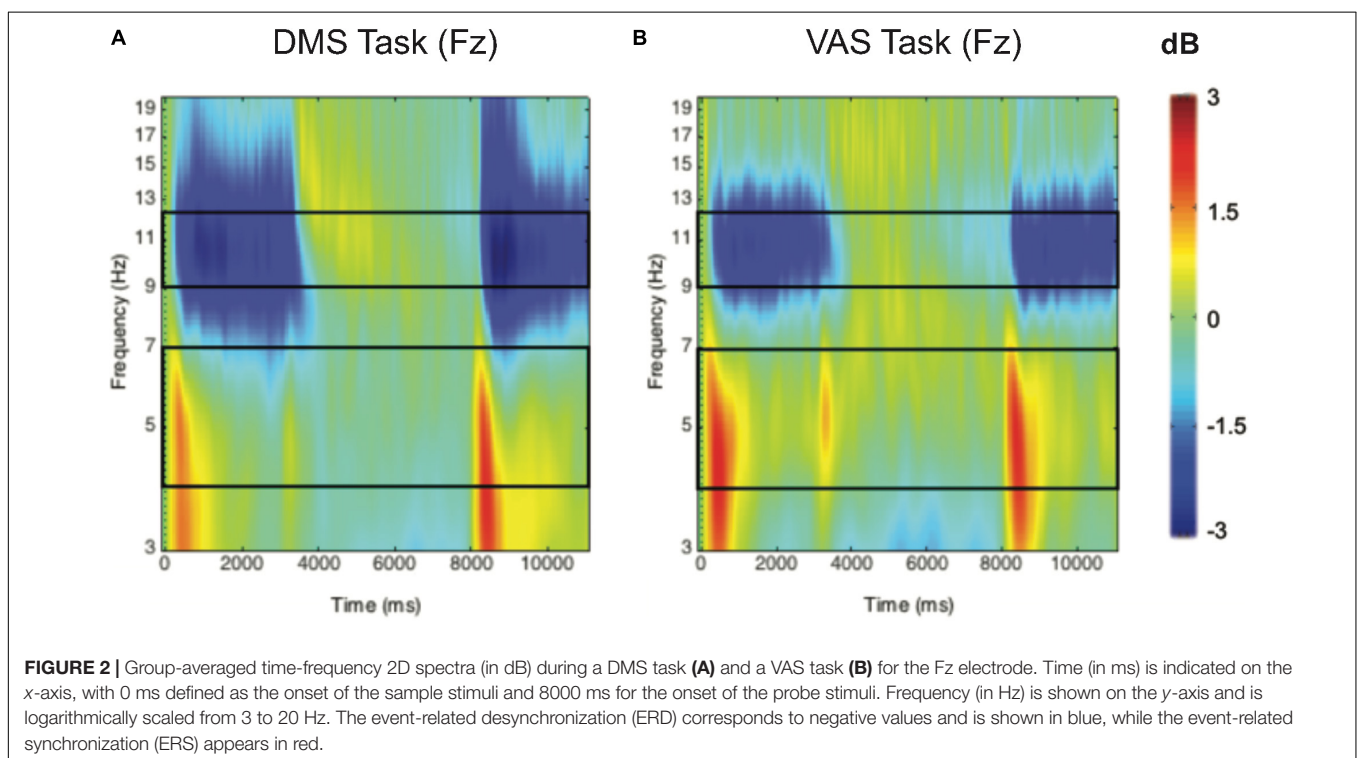 A
DMS Task (Fz)
B
VAS Task (Fz)
dB
Frequency (Hz)
19
17
15
13
11
9
7
5
3
0
2000
4000
6000
8000
10000
Time (ms)
Frequency (Hz)
19
17
15
13
11
9
7
5
3
0
2000
4000
6000
8000
10000
Time (ms)
3
1.5
0
-1.5
-3
FIGURE 2 | Group-averaged time-frequency 2D spectra (in dB) during a DMS task (A) and a VAS task (B) for the Fz electrode. Time (in ms) is indicated on the
x-axis, with 0 ms defined as the onset of the sample stimuli and 8000 ms for the onset of the probe stimuli. Frequency (in Hz) is shown on the y-axis and is
logarithmically scaled from 3 to 20 Hz. The event-related desynchronization (ERD) corresponds to negative values and is shown in blue, while the event-related
synchronization (ERS) appears in red.